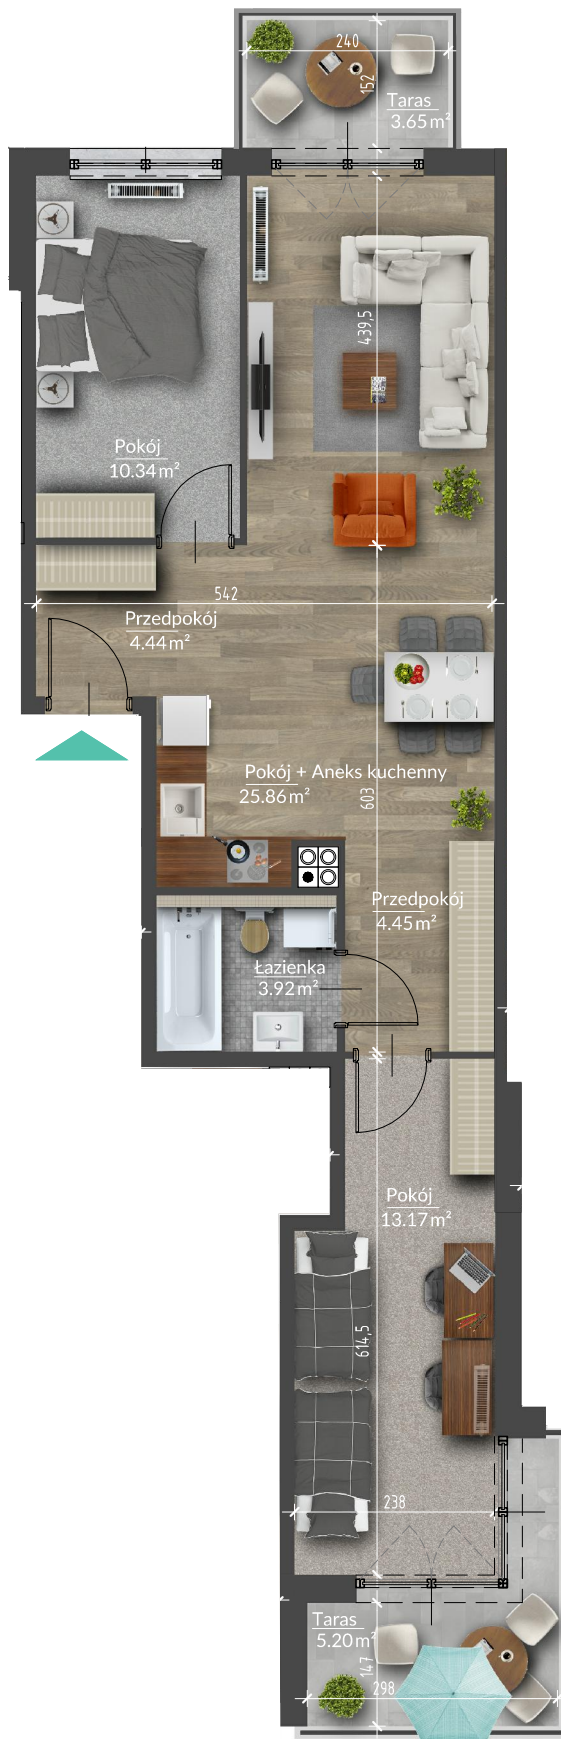 240
152
Taras
3.65 m²
439,5
Pokój
10.34 m²
542
Przedpokój
4.44 m²
Pokój + Aneks kuchenny
25.86 m²
603
Przedpokój
4.45 m²
Łazienka
3.92 m²
Pokój
13.17 m²
614,5
238
Taras
5.20 m²
147
298